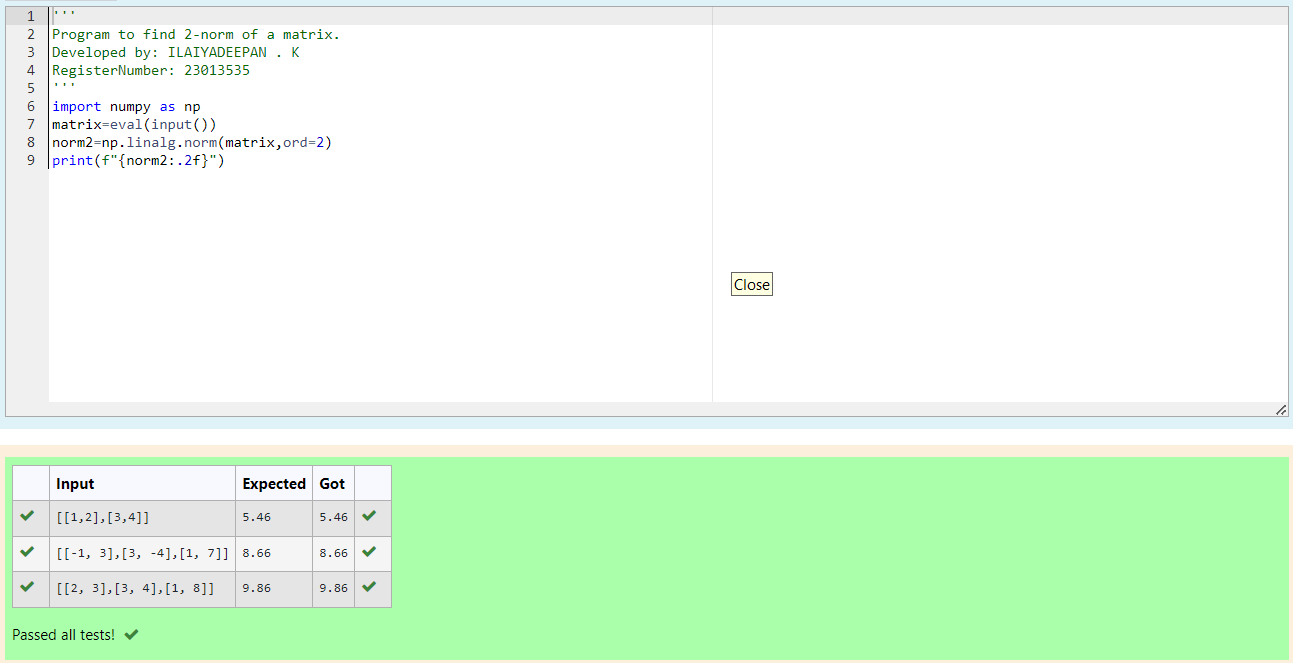 1 '''
2 Program to find 2-norm of a matrix.
3 Developed by: ILAIYADEEPAN . K
4 RegisterNumber: 23013535
5 '''
6 import numpy as np
7 matrix=eval(input())
8 norm2=np.linalg.norm(matrix,ord=2)
9 print(f"{norm2:.2f}")
Close
Input Expected Got
[[1,2],[3,4]] 5.46 5.46
[[-1, 3],[3, -4],[1, 7]] 8.66 8.66
[[2, 3],[3, 4],[1, 8]] 9.86 9.86
Passed all tests!